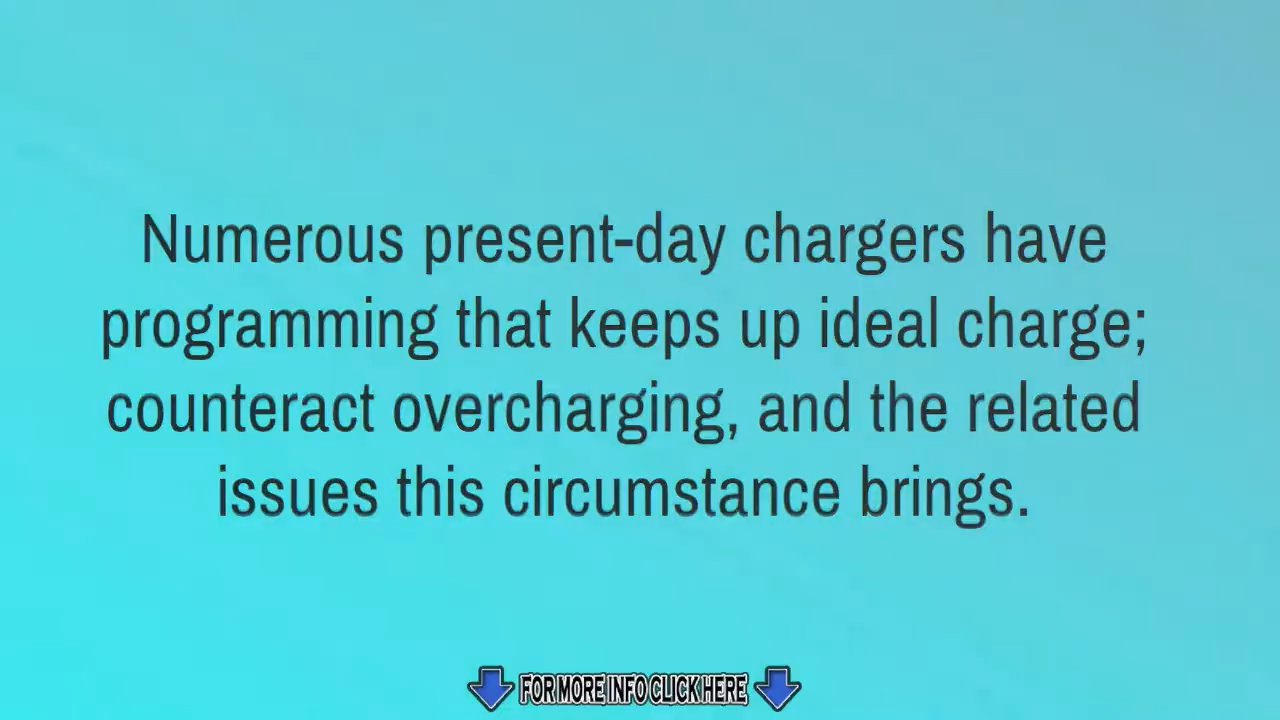 Numerous present-day chargers have
programming that keeps up ideal charge;
counteract overcharging, and the related
issues this circumstance brings.
FOR MORE INFO CLICK HERE